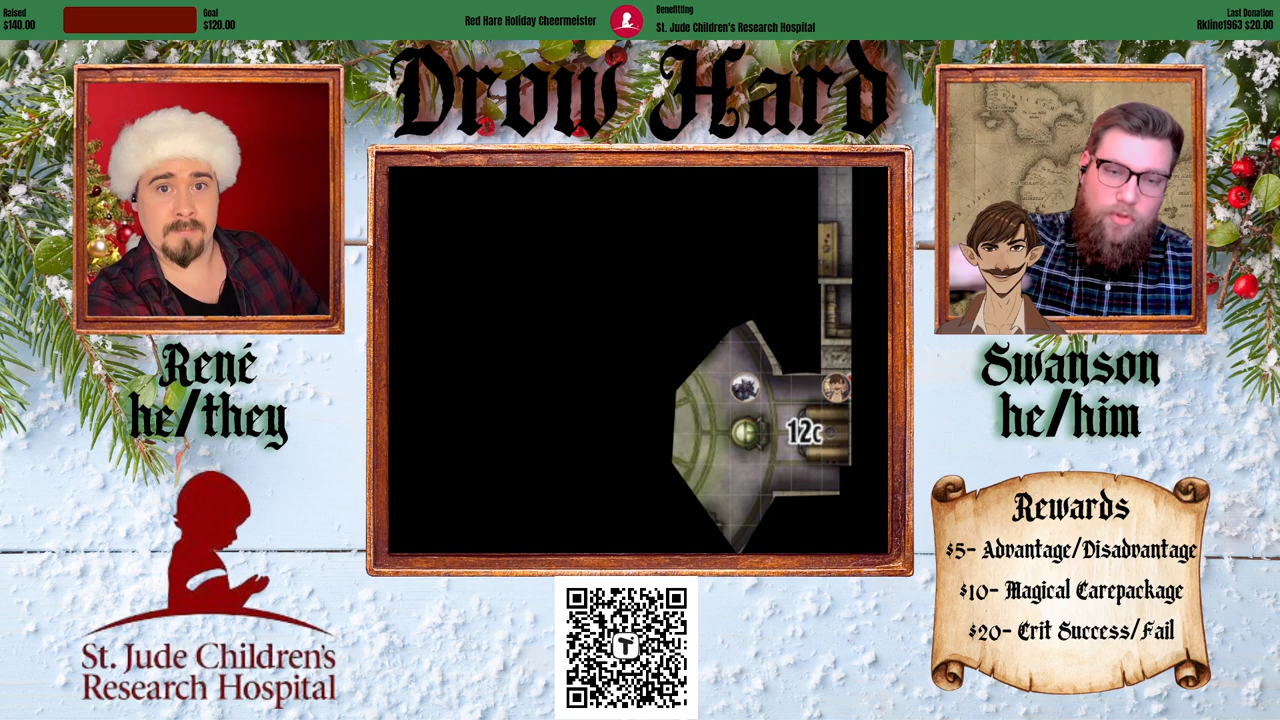 Raised
$140.00
Goal
$120.00
Red Hare Holiday Cheermeister
Benefitting
St. Jude Children's Research Hospital
Last Donation
Rkline1963 $20.00
Drow Hard
René
he/they
12c
Swanson
he/him
St. Jude Children's
Research Hospital
Rewards
$5- Advantage/Disadvantage
$10- Magical Carepackage
$20- Crit Success/Fail